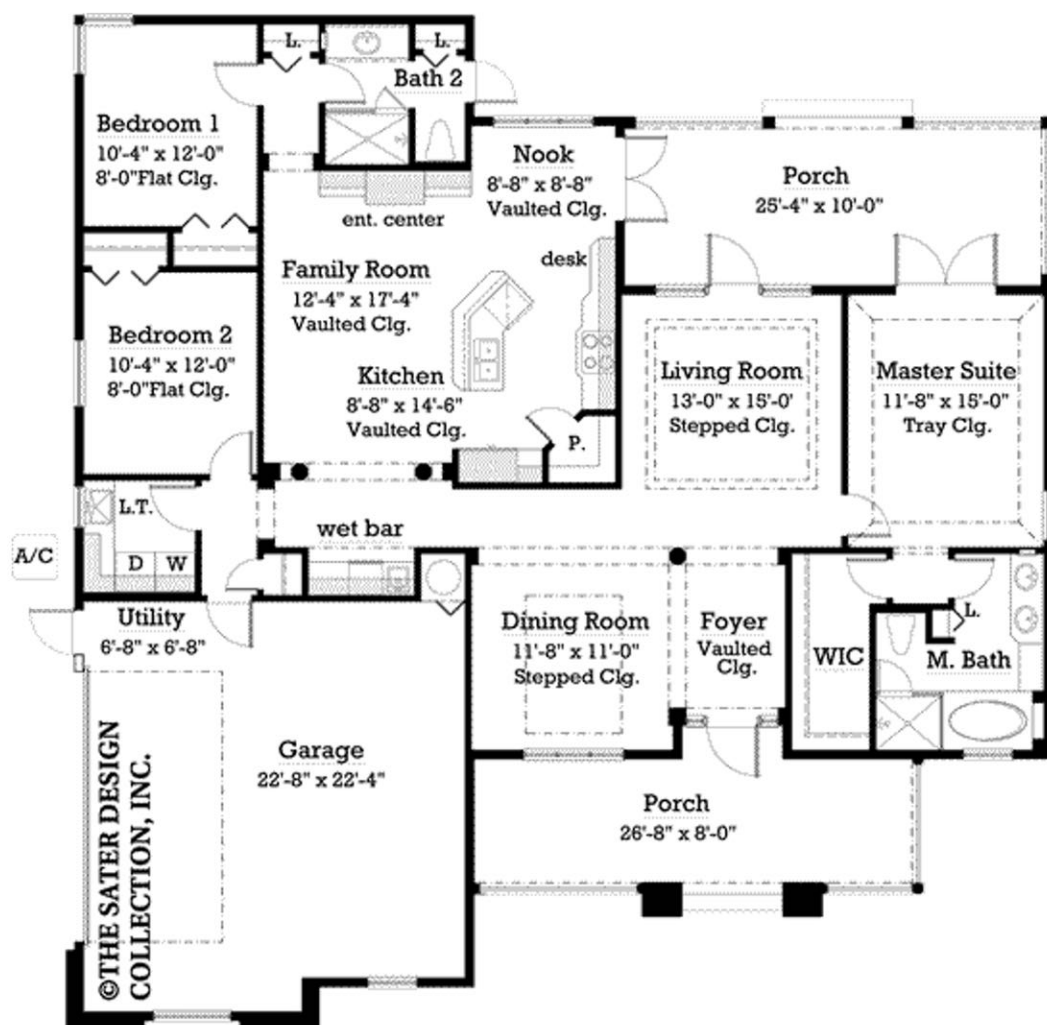 L.
L.
Bath 2
Bedroom 1
10'-4" x 12'-0"
8'-0"Flat Clg.
Nook
8'-8" x 8'-8"
Vaulted Clg.
Porch
25'-4" x 10'-0"
ent. center
desk
Family Room
12'-4" x 17'-4"
Vaulted Clg.
Bedroom 2
10'-4" x 12'-0"
8'-0"Flat Clg.
Kitchen
8'-8" x 14'-6"
Vaulted Clg.
Living Room
13'-0" x 15'-0'
Stepped Clg.
Master Suite
11'-8" x 15'-0"
Tray Clg.
P.
L.T.
wet bar
A/C
D
W
Utility
6'-8" x 6'-8"
Dining Room
11'-8" x 11'-0"
Stepped Clg.
Foyer
Vaulted
Clg.
WIC
L.
M. Bath
Garage
22'-8" x 22'-4"
Porch
26'-8" x 8'-0"
©THE SATER DESIGN
COLLECTION, INC.